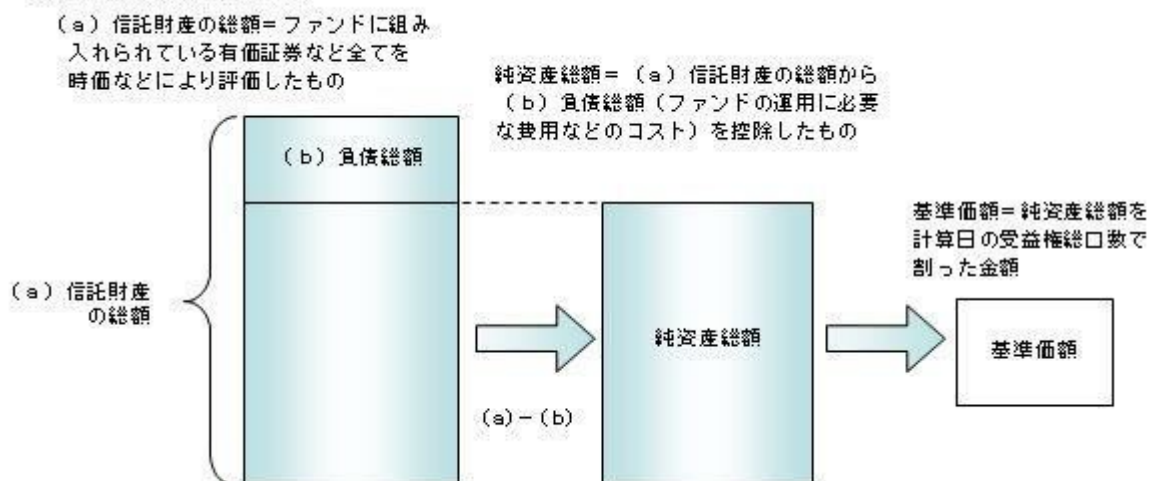 (a)信託財産の総額=ファンドに組み
入れられている有価証券など全てを
時価などにより評価したもの
純資産総額=(a)信託財産の総額から
(b)負債総額(ファンドの運用に必要
な費用などのコスト)を控除したもの
(b)負債総額
基準価額=純資産総額を
計算日の受益権総口数で
割った金額
(a)信託財産
の総額
純資産総額
基準価額
(a)-(b)